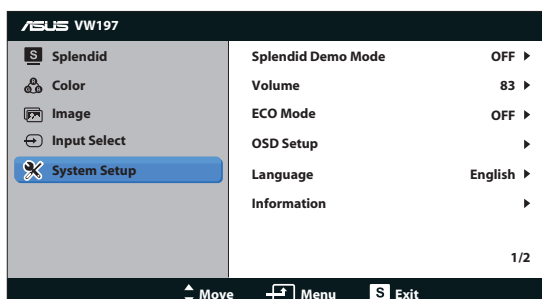 ASUS VW197
S Splendid
Color
Image
Input Select
System Setup
Splendid Demo Mode OFF
Volume 83
ECO Mode OFF
OSD Setup
Language English
Information
1/2
Move Menu S Exit